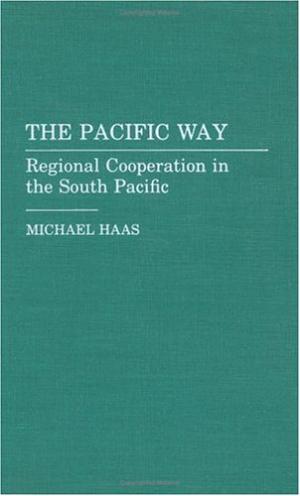 THE PACIFIC WAY
Regional Cooperation in
the South Pacific
MICHAEL HAAS